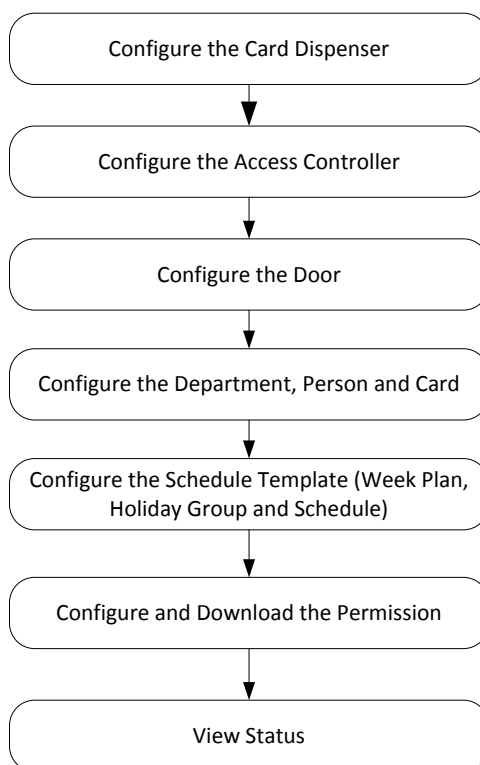 Configure the Card Dispenser
Configure the Access Controller
Configure the Door
Configure the Department, Person and Card
Configure the Schedule Template (Week Plan,
Holiday Group and Schedule)
Configure and Download the Permission
View Status